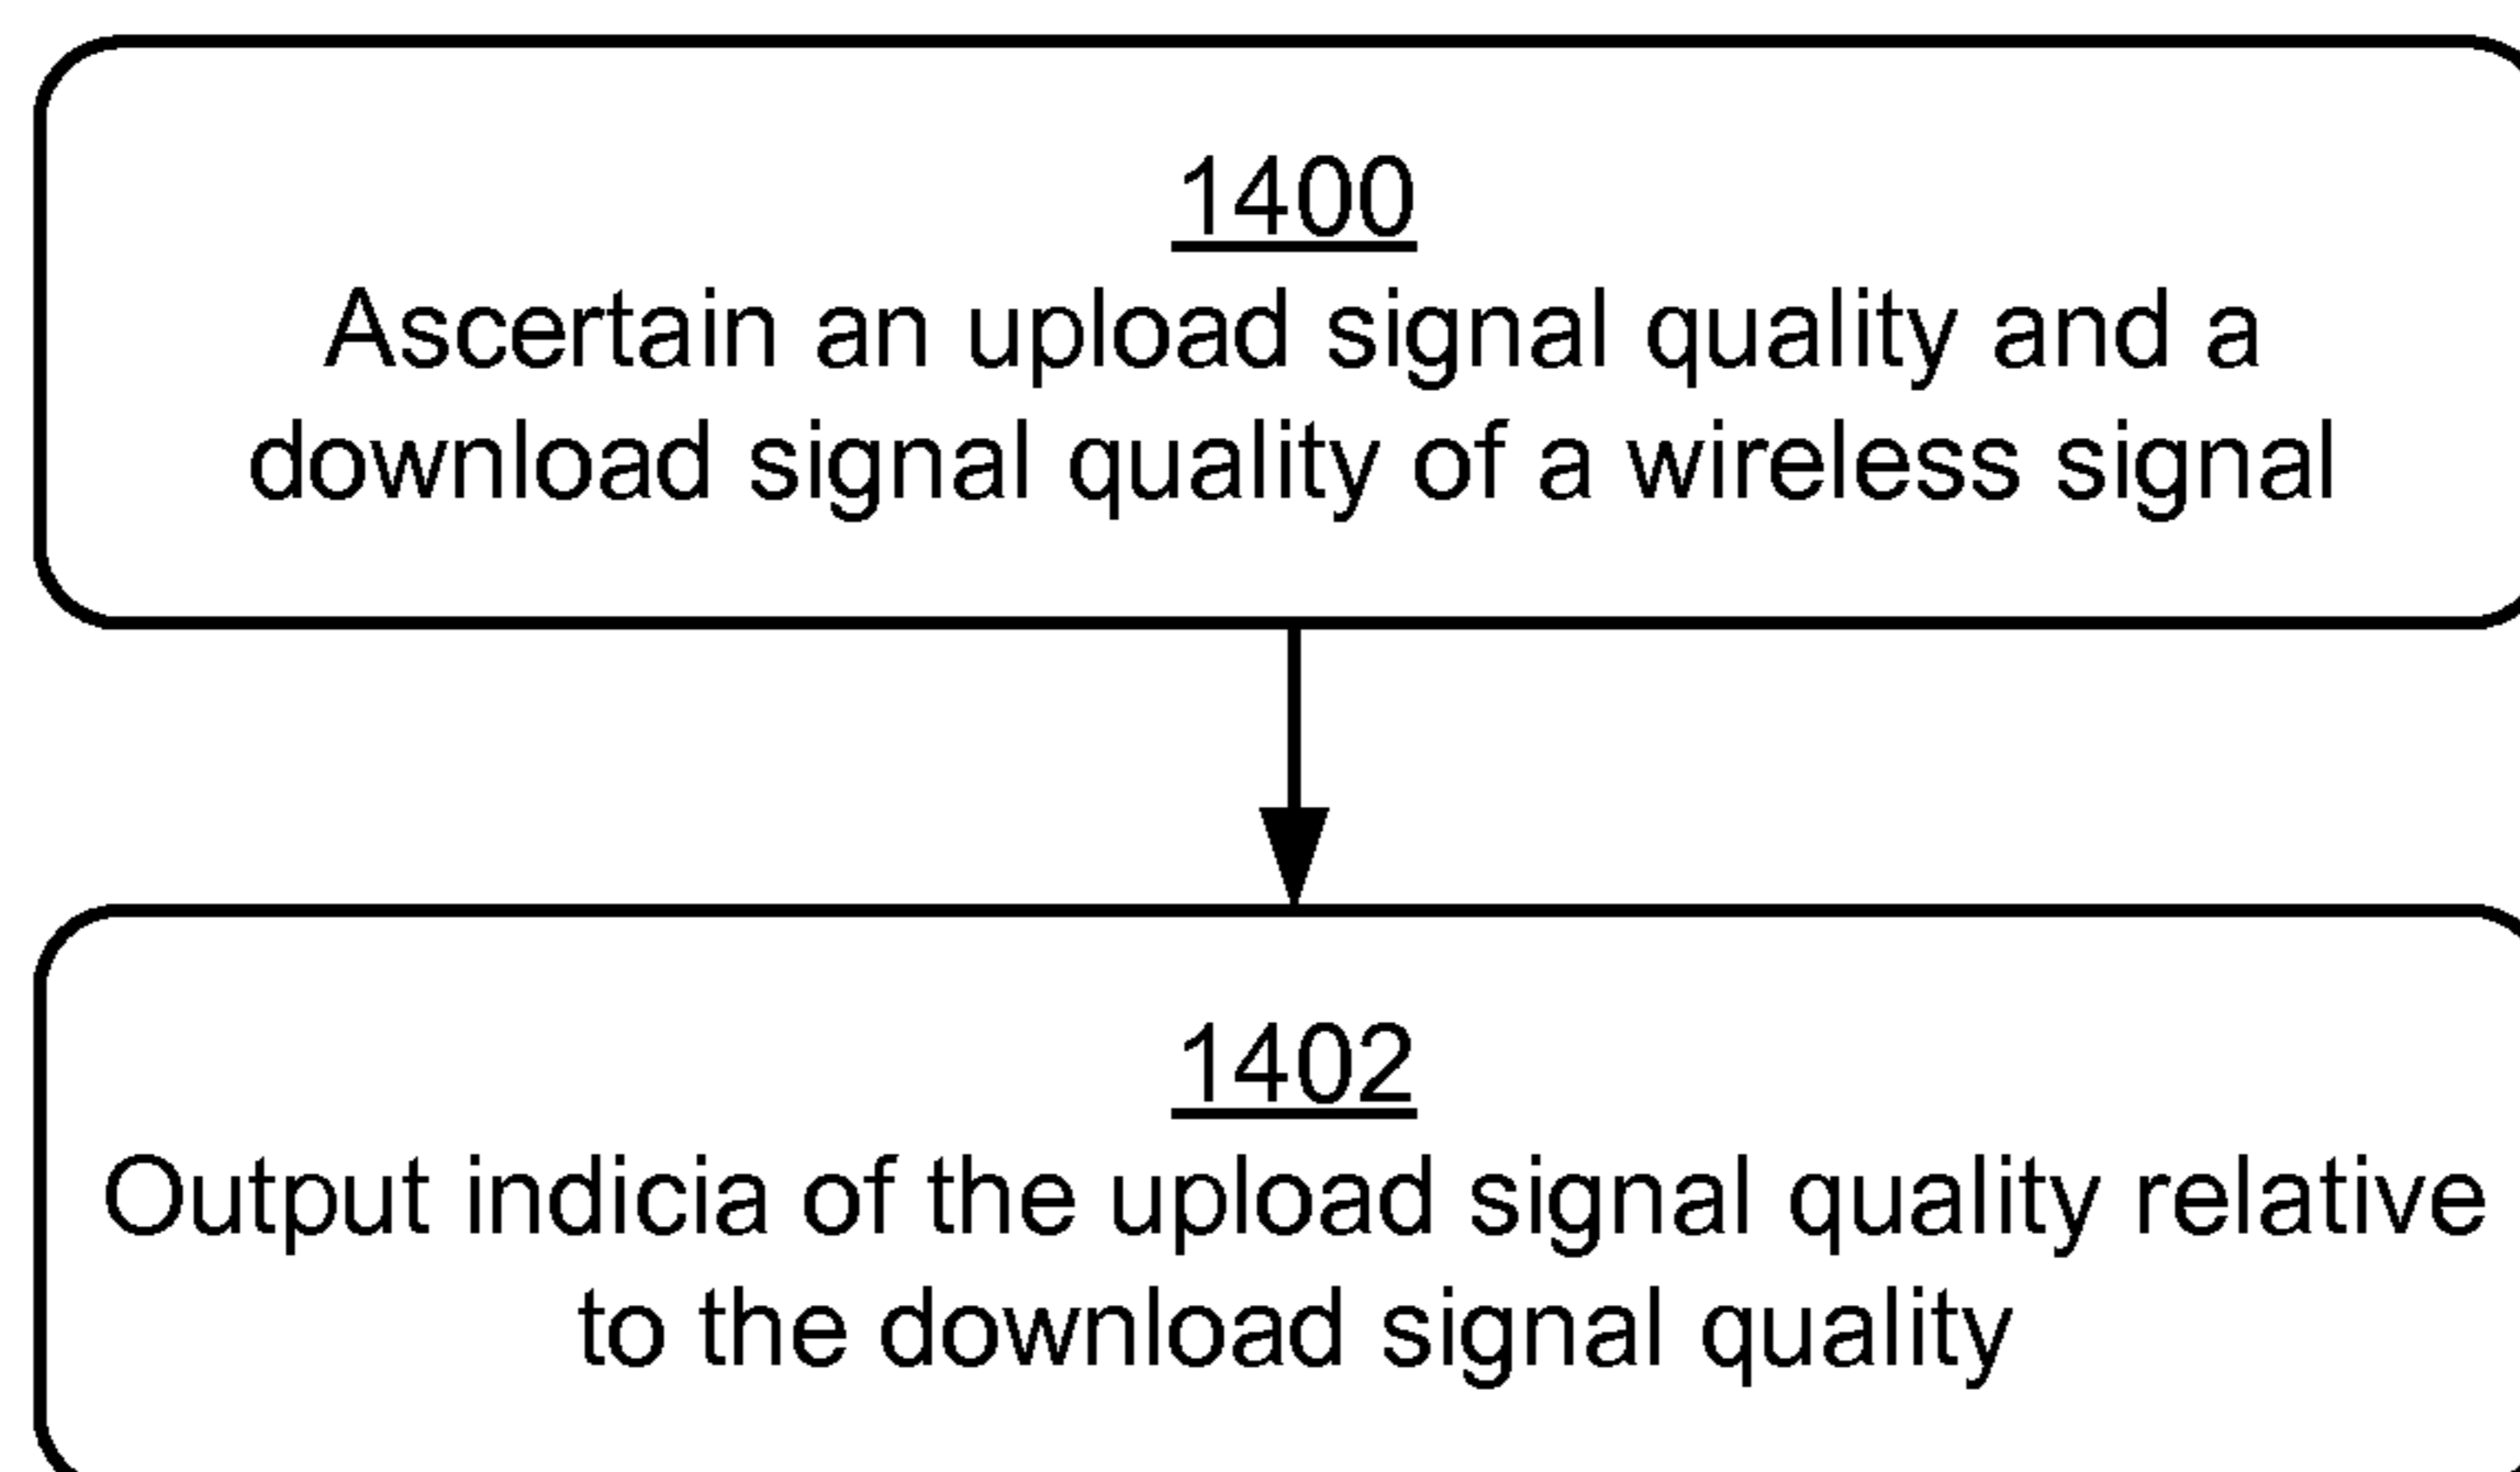 1400
Ascertain an upload signal quality and a
download signal quality of a wireless signal
1402
Output indicia of the upload signal quality relative
to the download signal quality